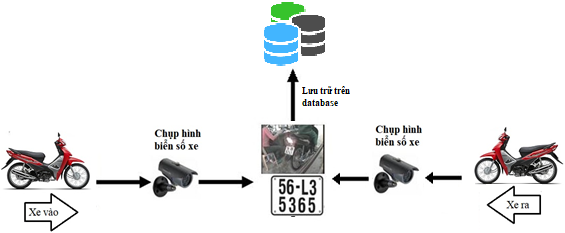 Lưu trữ trên
database
Chụp hình
biển số xe
Chụp hình
biển số xe
56-L3
5365
Xe vào
Xe ra